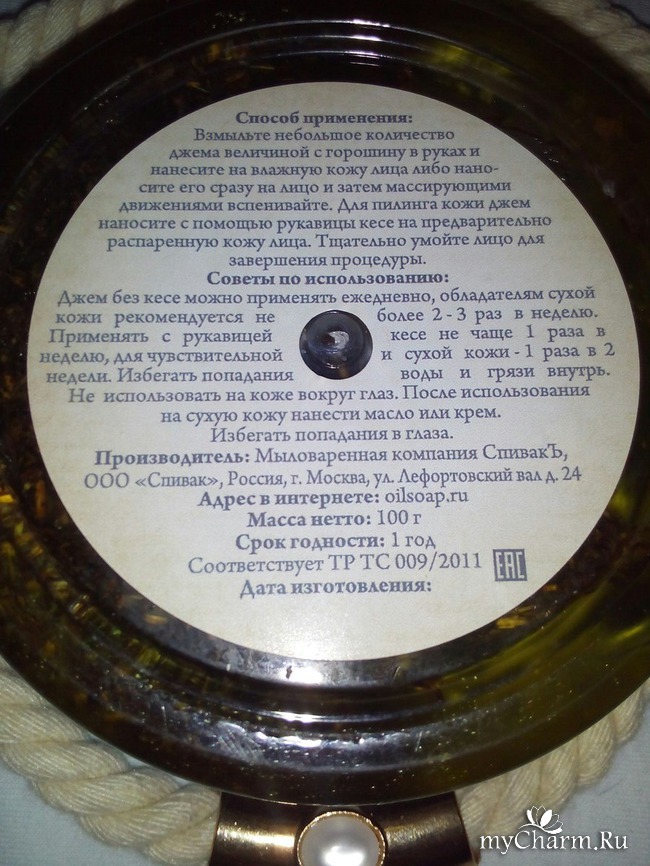 Способ применения:
Взмыльте небольшое количество
джема величиной с горошину в руках и
нанесите на влажную кожу лица либо нано-
сите его сразу на лицо и затем массирующими
движениями вспенивайте. Для пилинга кожи джем
наносите с помощью рукавицы кесе на предварительно
распаренную кожу лица. Тщательно умойте лицо для
завершения процедуры.
Советы по использованию:
Джем без кесе можно применять ежедневно, обладателям сухой
кожи рекомендуется не более 2 - 3 раз в неделю.
Применять с рукавицей кесе не чаще 1 раза в
неделю, для чувствительной и сухой кожи - 1 раза в 2
недели. Избегать попадания воды и грязи внутрь.
Не использовать на коже вокруг глаз. После использования
на сухую кожу нанести масло или крем.
Избегать попадания в глаза.
Производитель: Мыловаренная компания СпивакЪ,
ООО «Спивак», Россия, г. Москва, ул. Лефортовский вал д. 24
Адрес в интернете: oilsoap.ru
Масса нетто: 100 г
Срок годности: 1 год
Соответствует ТР ТС 009/2011 ЕАС
Дата изготовления:
myCharm.Ru